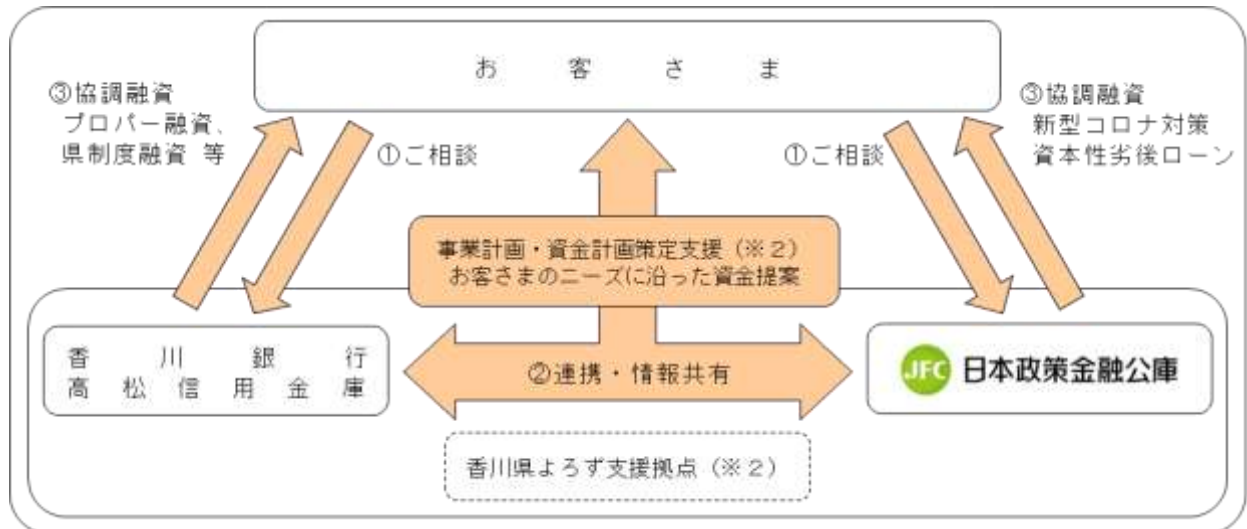 お客さま
③協調融資
プロパー融資、
県制度融資 等
①ご相談
①ご相談
③協調融資
新型コロナ対策
資本性劣後ローン
事業計画・資金計画策定支援（※２）
お客さまのニーズに沿った資金提案
香川銀行
高松信用金庫
②連携・情報共有
JFC 日本政策金融公庫
香川県よろず支援拠点（※２）